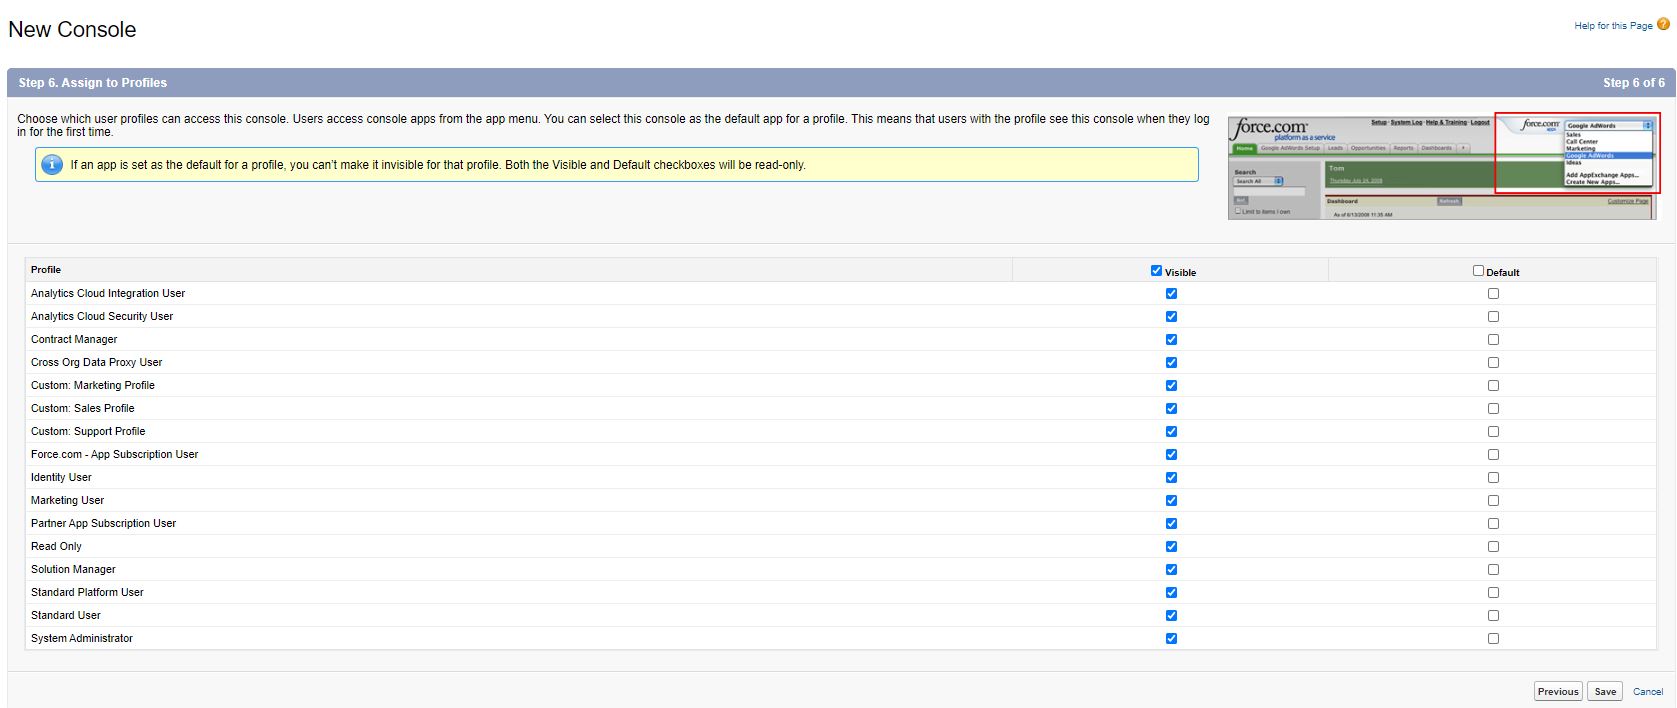 New Console
Help for this Page
Step 6. Assign to Profiles
Step 6 of 6
Choose which user profiles can access this console. Users access console apps from the app menu. You can select this console as the default app for a profile. This means that users with the profile see this console when they log
in for the first time.
If an app is set as the default for a profile, you can't make it invisible for that profile. Both the Visible and Default checkboxes will be read-only.
force.com
platform as a service
Setup · System Log · Help & Training · Logout
Home Google AdWords Setup Leads Opportunities Reports Dashboards
Search
Search All
Limit to items I own
Tom
Thursday July 24, 2008
Dashboard
Refresh
Customize Page
As of 6/13/2008 11:35 AM
force.com
Google AdWords
Sales
Call Center
Marketing
Google AdWords
Ideas
Add AppExchange Apps...
Create New Apps...
Profile Visible Default
Analytics Cloud Integration User
Analytics Cloud Security User
Contract Manager
Cross Org Data Proxy User
Custom: Marketing Profile
Custom: Sales Profile
Custom: Support Profile
Force.com - App Subscription User
Identity User
Marketing User
Partner App Subscription User
Read Only
Solution Manager
Standard Platform User
Standard User
System Administrator
Previous Save Cancel